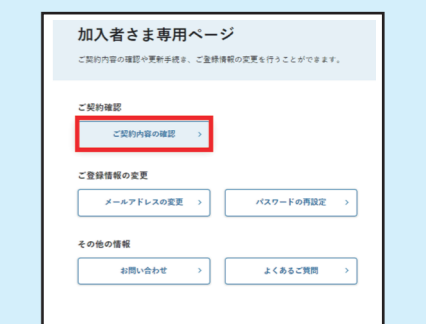 加入者さま専用ページ
ご契約内容の確認や更新手続き、ご登録情報の変更を行うことができます。
ご契約確認
ご契約内容の確認 >
ご登録情報の変更
メールアドレスの変更 >
パスワードの再設定 >
その他の情報
お問い合わせ >
よくあるご質問 >